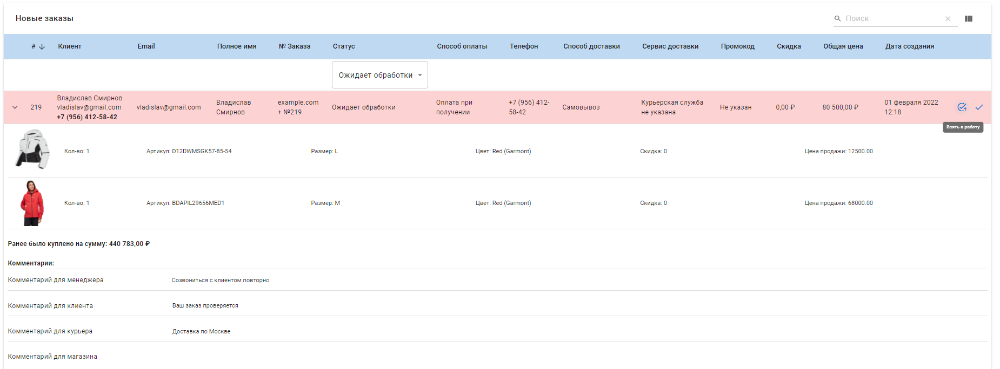 Новые заказы
Поиск
# Клиент Email Полное имя № Заказа Статус Способ оплаты Телефон Способ доставки Сервис доставки Промокод Скидка Общая цена Дата создания
Ожидает обработки
219
Владислав Смирнов
vladislav@gmail.com
+7 (956) 412-58-42
vladislav@gmail.com
Владислав
Смирнов
example.com
+ №219
Ожидает обработки
Оплата при
получении
+7 (956) 412-
58-42
Самовывоз
Курьерская служба
не указана
Не указан
0,00 ₽
80 500,00 ₽
01 февраля 2022
12:18
Взять в работу
Кол-во: 1 Артикул: D12DWMSGK57-85-54 Размер: L Цвет: Red (Garmont) Скидка: 0 Цена продажи: 12500.00
Кол-во: 1 Артикул: BDAPIL29656MED1 Размер: M Цвет: Red (Garmont) Скидка: 0 Цена продажи: 68000.00
Ранее было куплено на сумму: 440 783,00 ₽
Комментарии:
Комментарий для менеджера Созвониться с клиентом повторно
Комментарий для клиента Ваш заказ проверяется
Комментарий для курьера Доставка по Москве
Комментарий для магазина